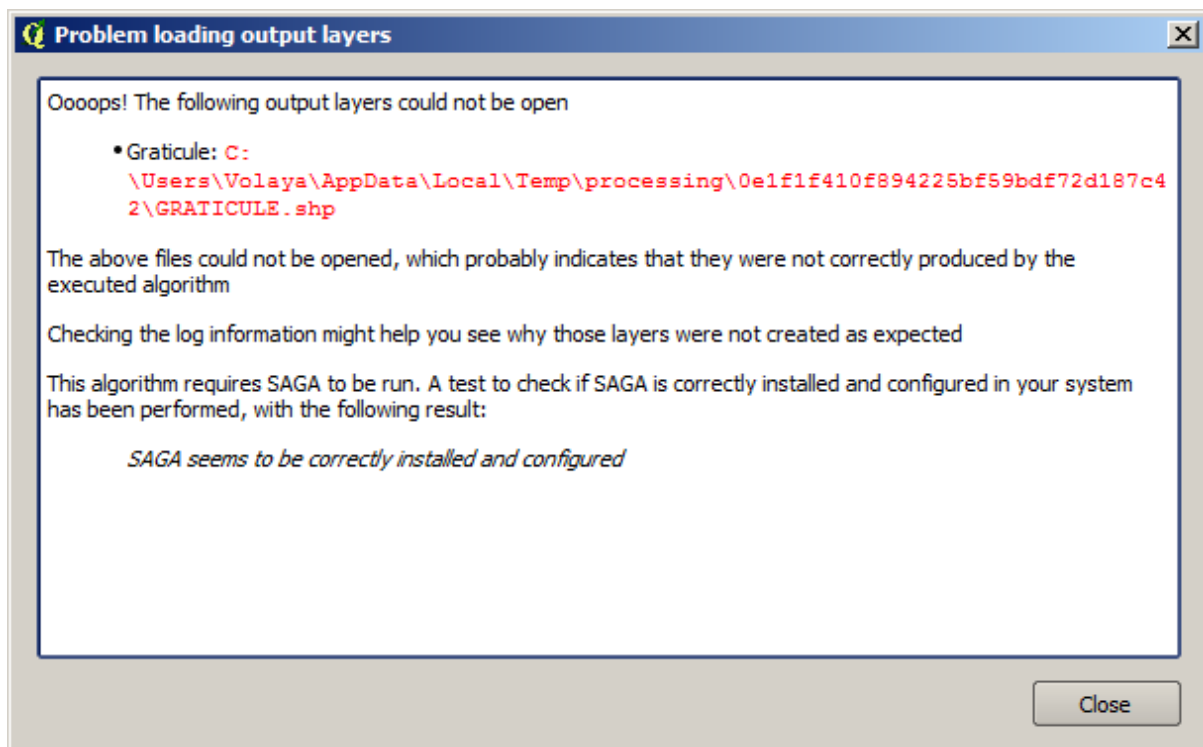 Problem loading output layers
Oooops! The following output layers could not be open
• Graticule: C:
\Users\Volaya\AppData\Local\Temp\processing\0e1f1f410f894225bf59bdf72d187c4
2\GRATICULE.shp
The above files could not be opened, which probably indicates that they were not correctly produced by the
executed algorithm
Checking the log information might help you see why those layers were not created as expected
This algorithm requires SAGA to be run. A test to check if SAGA is correctly installed and configured in your system
has been performed, with the following result:
SAGA seems to be correctly installed and configured
Close